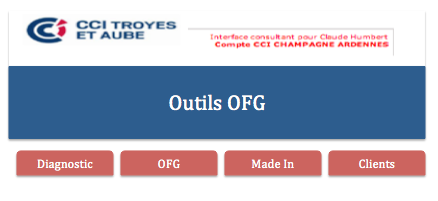 CCI TROYES
ET AUBE
Interface consultant pour Claude Humbert
Compte CCI CHAMPAGNE ARDENNES
Outils OFG
Diagnostic
OFG
Made In
Clients